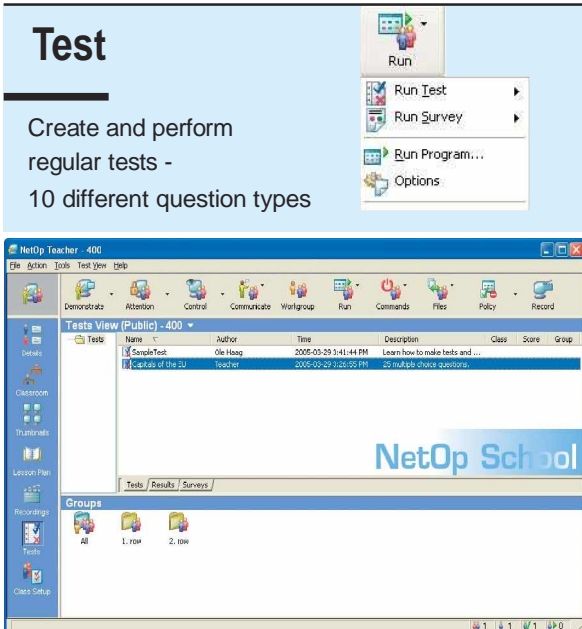 Test
Create and perform
regular tests -
10 different question types
Run
Run Test
Run Survey
Run Program...
Options
NetOp Teacher - 400
File Action Tools Test View Help
Demonstrate Attention Control Communicate Workgroup Run Commands Files Policy Record
Tests View (Public) - 400
Details
Classroom
Thumbnails
Lesson Plan
Recordings
Tests
Class Setup
Tests
Name Author Time Description Class Score Group
SampleTest Ole Haag 2005-03-29 3:41:44 PM Learn how to make tests and ...
Capitals of the EU Teacher 2005-03-29 3:26:55 PM 25 multiple choice questions.
NetOp School
Tests Results Surveys
Groups
All 1. row 2. row
1 1 1 0